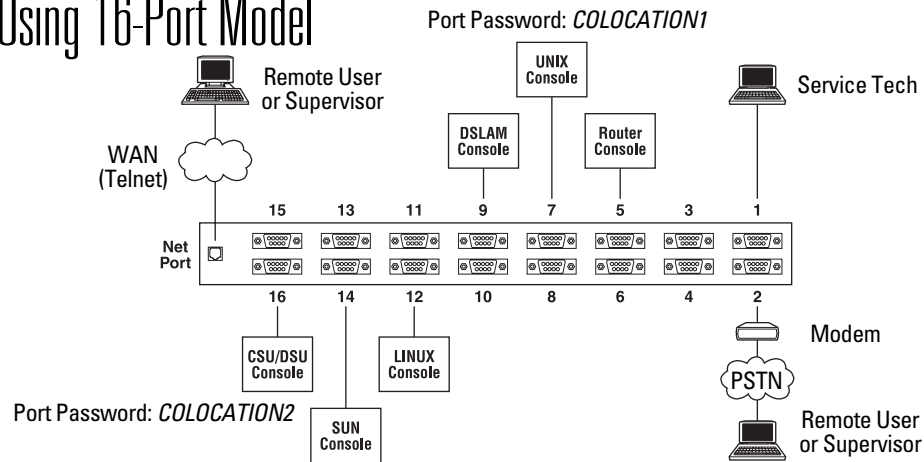 Using 16-Port Model
Port Password: COLOCATION1
Remote User
or Supervisor
UNIX
Console
Service Tech
DSLAM
Console
Router
Console
WAN
(Telnet)
15 13 11 9 7 5 3 1
Net
Port
16 14 12 10 8 6 4 2
CSU/DSU
Console
LINUX
Console
Modem
PSTN
Port Password: COLOCATION2
SUN
Console
Remote User
or Supervisor